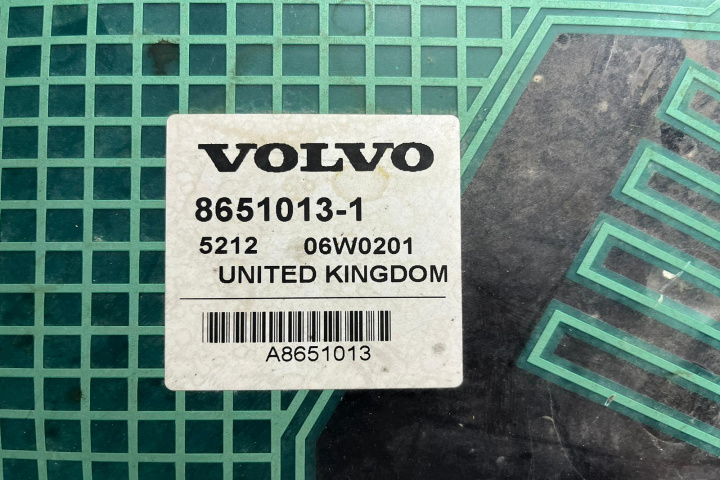 VOLVO
8651013-1
5212 06W0201
UNITED KINGDOM
A8651013